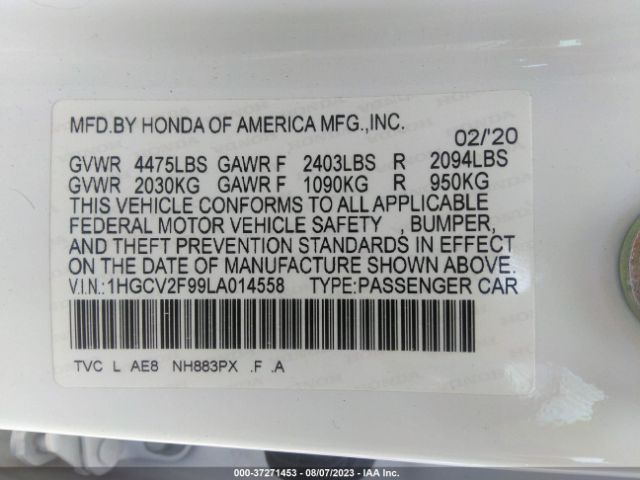 MFD.BY HONDA OF AMERICA MFG.,INC.
02/'20
GVWR 4475LBS GAWR F 2403LBS R 2094LBS
GVWR 2030KG GAWR F 1090KG R 950KG
THIS VEHICLE CONFORMS TO ALL APPLICABLE
FEDERAL MOTOR VEHICLE SAFETY , BUMPER,
AND THEFT PREVENTION STANDARDS IN EFFECT
ON THE DATE OF MANUFACTURE SHOWN ABOVE.
V.I.N.:1HGCV2F99LA014558 TYPE:PASSENGER CAR
TVC L AE8 NH883PX .F .A
000-37271453 - 08/07/2023 - IAA Inc.